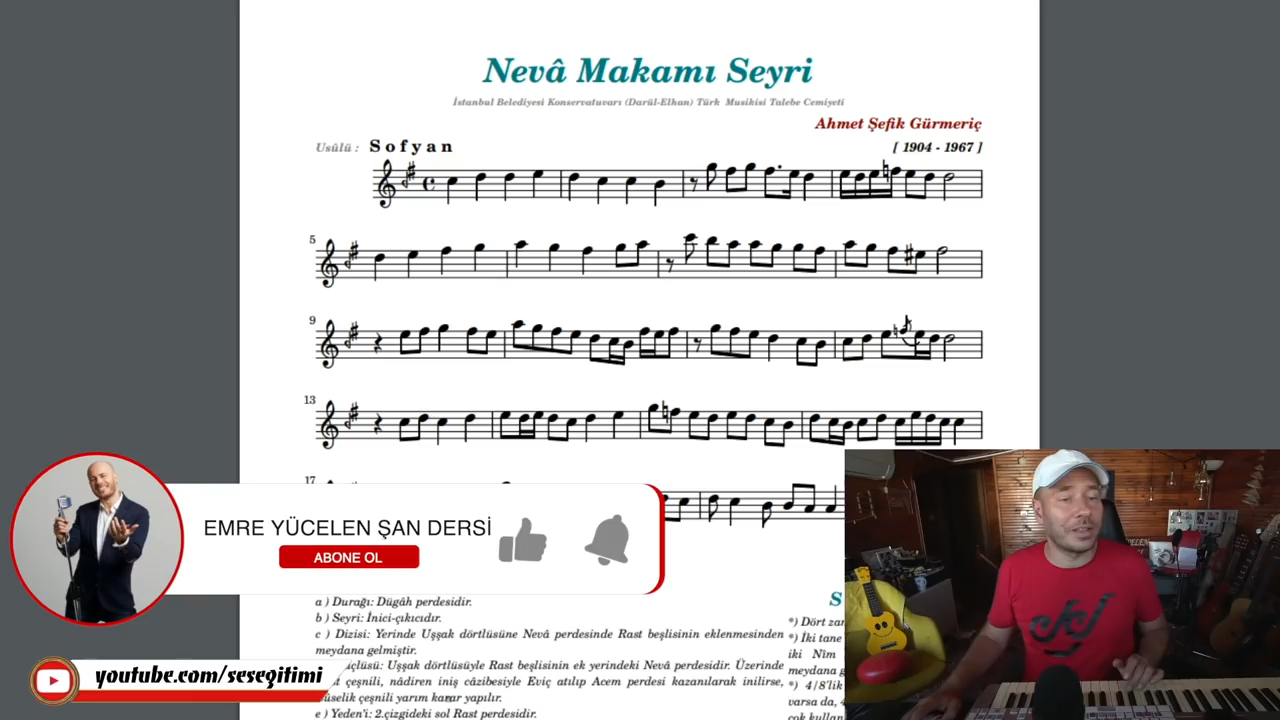 Nevâ Makamı Seyri
İstanbul Belediyesi Konservatuvarı (Darül-Elhan) Türk Musikisi Talebe Cemiyeti
Ahmet Şefik Gürmeriç
Usûlü : Sofyan
[ 1904 - 1967 ]
5
9
13
17
EMRE YÜCELEN ŞAN DERSİ
ABONE OL
a ) Durağı: Dügâh perdesidir.
b ) Seyri: İnici-çıkıcıdır.
c ) Dizisi: Yerinde Uşşak dörtlüsüne Nevâ perdesinde Rast beşlisinin eklenmesinden
meydana gelmiştir.
Uşşak dörtlüsüyle Rast beşlisinin ek yerindeki Nevâ perdesidir. Üzerinde
çeşnili, nâdiren iniş câzibesiyle Eviç atılıp Acem perdesi kazanılarak inilirse,
çeşnili yarım karar yapılır.
e ) Yeden'i: 2.çizgideki sol Rast perdesidir.
S
*) Dört
*) İki tane
iki Nîm
meydana
*) 4/8'lik
varsa da,
çok
youtube.com/sesegitimi